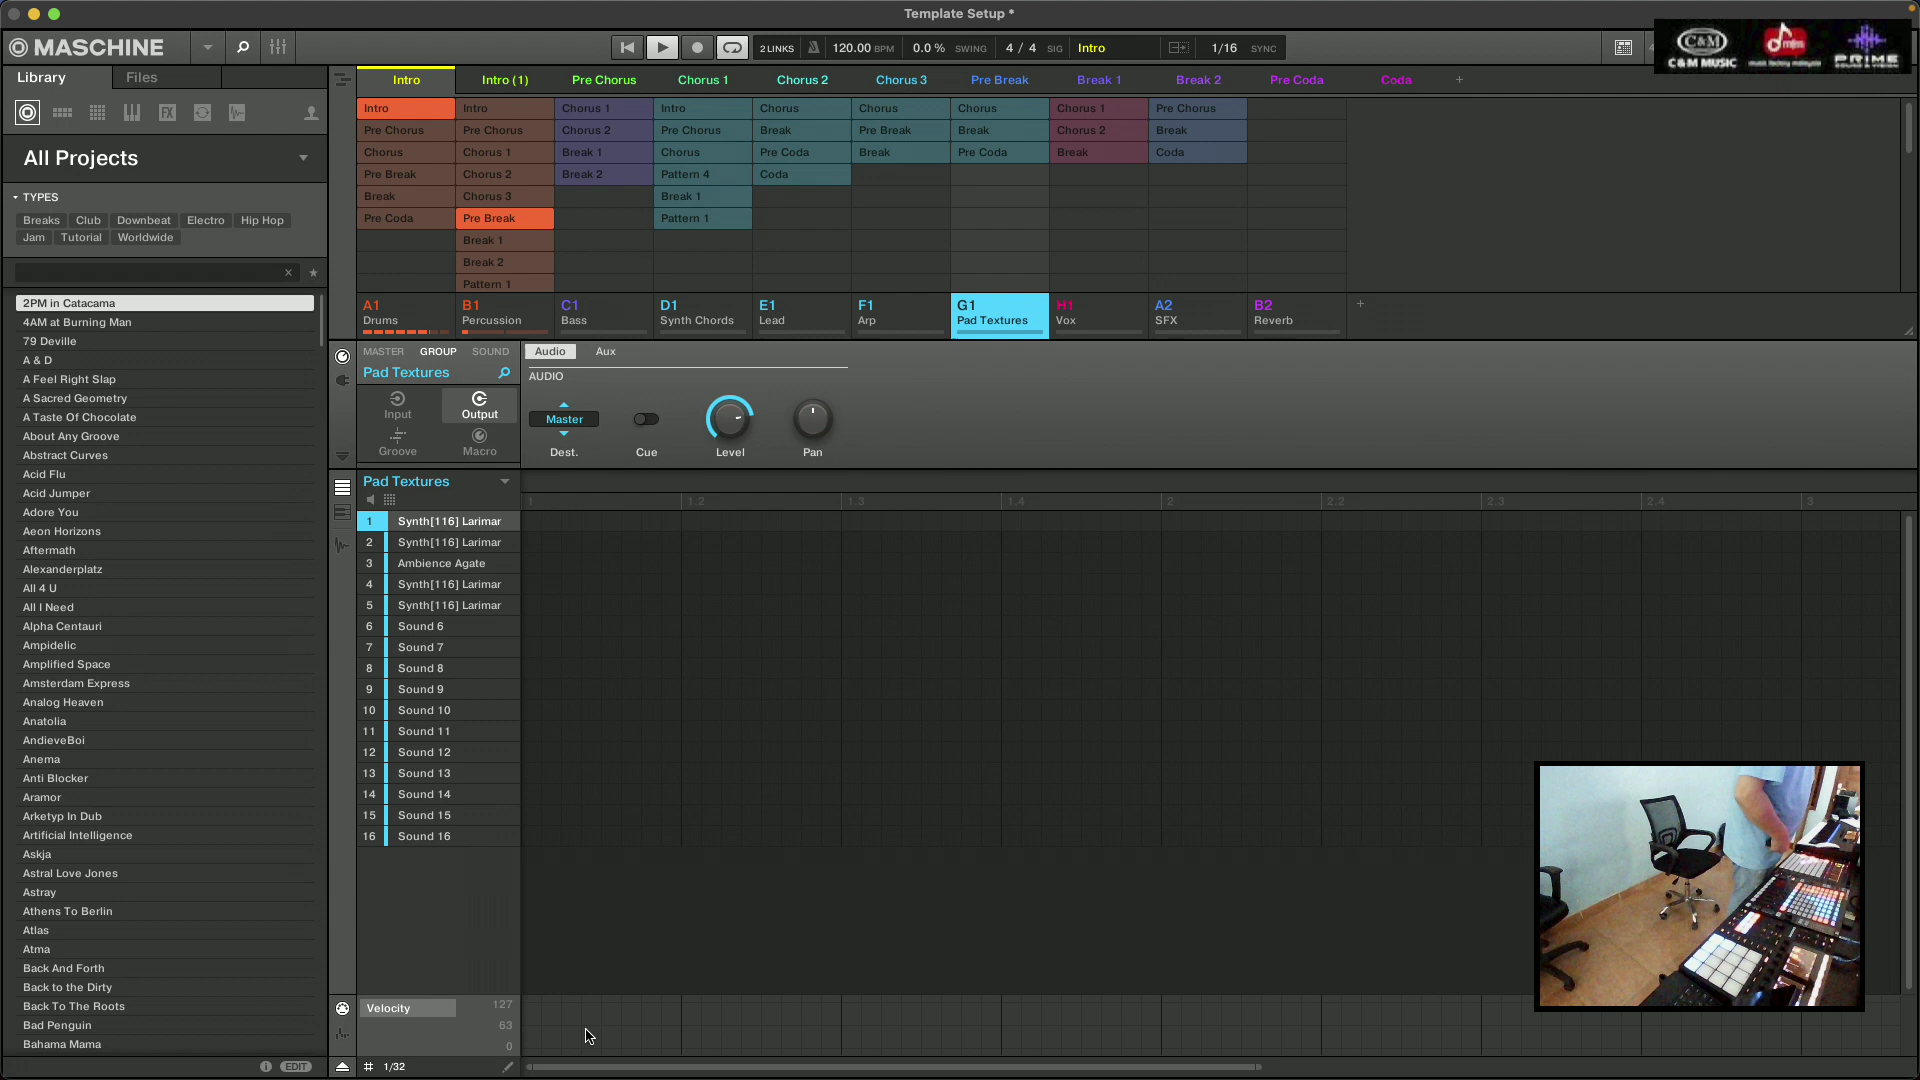 Template Setup *
MASCHINE
2 LINKS 120.00 BPM 0.0 % SWING 4 / 4 SIG Intro 1/16 SYNC
C&M
C&M MUSIC
PRIME
Library Files
Intro Intro (1) Pre Chorus Chorus 1 Chorus 2 Chorus 3 Pre Break Break 1 Break 2 Pre Coda Coda +
All Projects
TYPES
Breaks Club Downbeat Electro Hip Hop
Jam Tutorial Worldwide
2PM in Catacama
4AM at Burning Man
79 Deville
A & D
A Feel Right Slap
A Sacred Geometry
A Taste Of Chocolate
About Any Groove
Abstract Curves
Acid Flu
Acid Jumper
Adore You
Aeon Horizons
Aftermath
Alexanderplatz
All 4 U
All I Need
Alpha Centauri
Ampidelic
Amplified Space
Amsterdam Express
Analog Heaven
Anatolia
AndieveBoi
Anema
Anti Blocker
Aramor
Arketyp In Dub
Artificial Intelligence
Askja
Astral Love Jones
Astray
Athens To Berlin
Atlas
Atma
Back And Forth
Back to the Dirty
Back To The Roots
Bad Penguin
Bahama Mama
EDIT
Intro Intro Chorus 1 Intro Chorus Chorus Chorus Chorus 1 Pre Chorus
Pre Chorus Pre Chorus Chorus 2 Pre Chorus Break Pre Break Break Chorus 2 Break
Chorus Chorus 1 Break 1 Chorus Pre Coda Break Pre Coda Break Coda
Pre Break Chorus 2 Break 2 Pattern 4 Coda
Break Chorus 3 Break 1
Pre Coda Pre Break Pattern 1
Break 1
Break 2
Pattern 1
A1 B1 C1 D1 E1 F1 G1 H1 A2 B2 +
Drums Percussion Bass Synth Chords Lead Arp Pad Textures Vox SFX Reverb
MASTER GROUP SOUND Audio Aux
Pad Textures
AUDIO
Input Output
Groove Macro
Master
Dest. Cue Level Pan
Pad Textures
1 1.2 1.3 1.4 2 2.2 2.3 2.4 3
1 Synth[116] Larimar
2 Synth[116] Larimar
3 Ambience Agate
4 Synth[116] Larimar
5 Synth[116] Larimar
6 Sound 6
7 Sound 7
8 Sound 8
9 Sound 9
10 Sound 10
11 Sound 11
12 Sound 12
13 Sound 13
14 Sound 14
15 Sound 15
16 Sound 16
Velocity 127
63
0
1/32